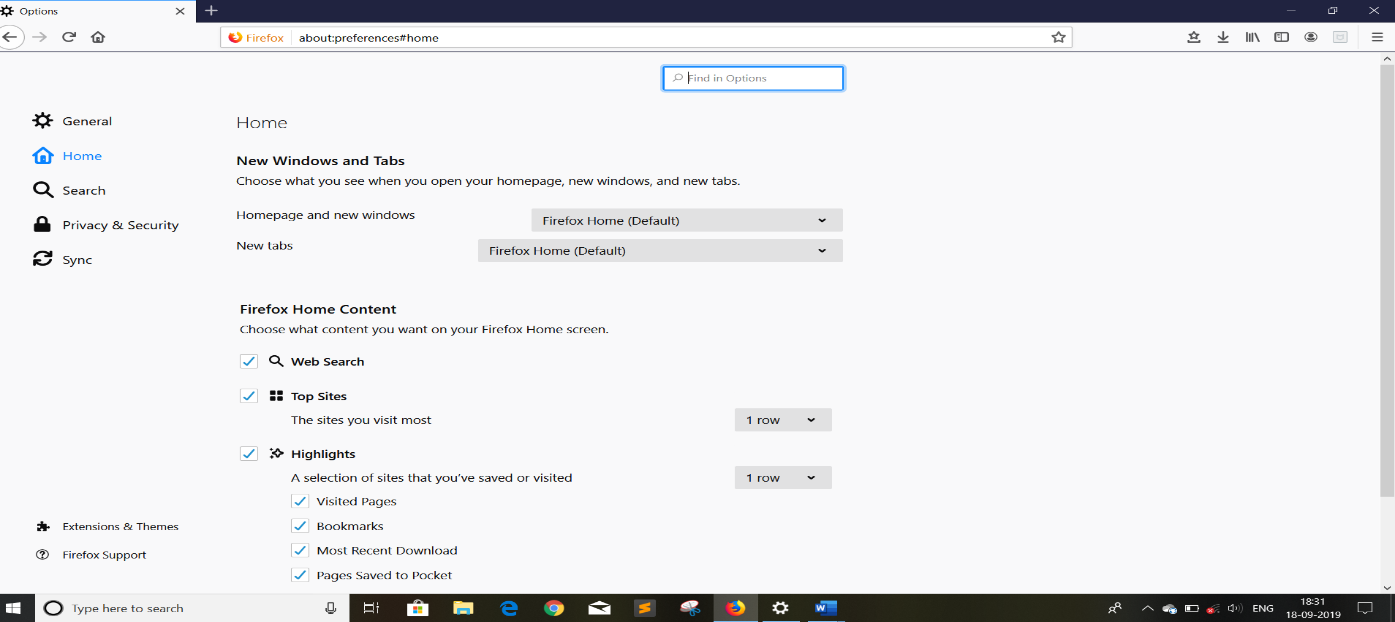 Options
Firefox about:preferences#home
Find in Options
General
Home
Search
Privacy & Security
Sync
Extensions & Themes
Firefox Support
Home
New Windows and Tabs
Choose what you see when you open your homepage, new windows, and new tabs.
Homepage and new windows Firefox Home (Default)
New tabs Firefox Home (Default)
Firefox Home Content
Choose what content you want on your Firefox Home screen.
Web Search
Top Sites
The sites you visit most 1 row
Highlights
A selection of sites that you've saved or visited 1 row
Visited Pages
Bookmarks
Most Recent Download
Pages Saved to Pocket
Type here to search
ENG
18:31
18-09-2019